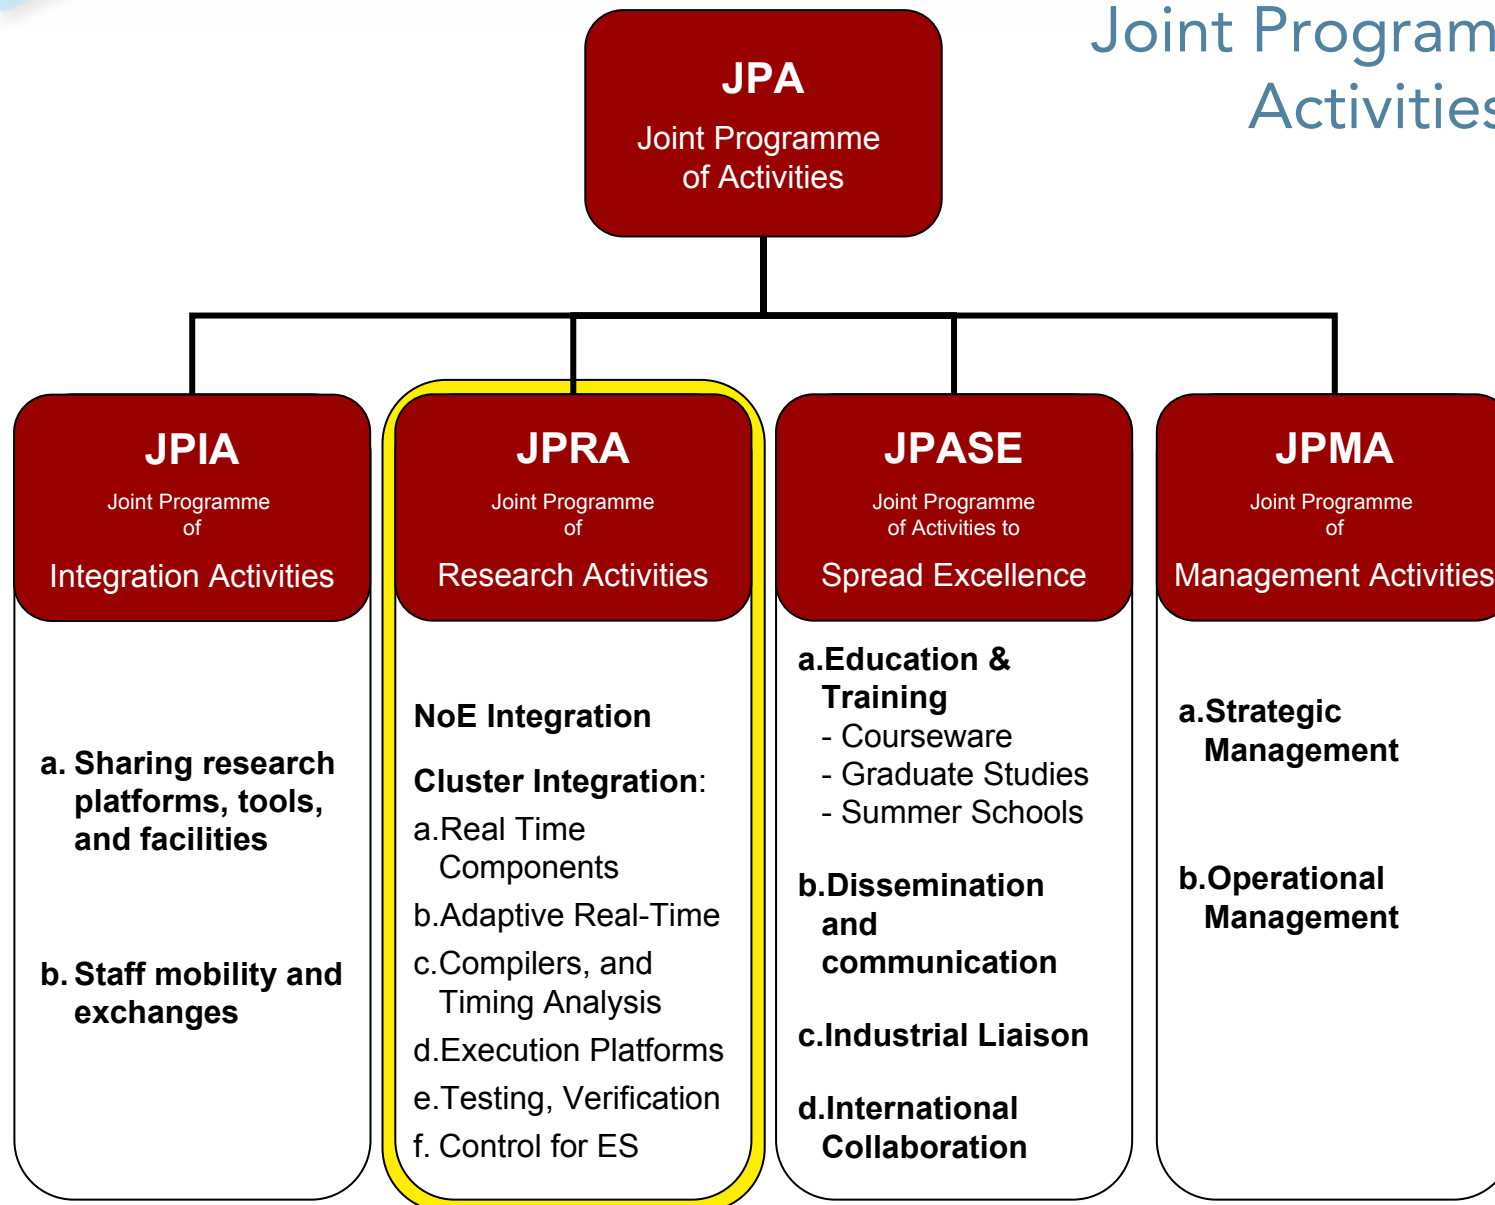 Joint Program
Activities
JPA
Joint Programme
of Activities
JPIA
Joint Programme
of
Integration Activities
a. Sharing research
platforms, tools,
and facilities
b. Staff mobility and
exchanges
JPRA
Joint Programme
of
Research Activities
NoE Integration
Cluster Integration:
a.Real Time
Components
b.Adaptive Real-Time
c.Compilers, and
Timing Analysis
d.Execution Platforms
e.Testing, Verification
f. Control for ES
JPASE
Joint Programme
of Activities to
Spread Excellence
a.Education &
Training
- Courseware
- Graduate Studies
- Summer Schools
b.Dissemination
and
communication
c.Industrial Liaison
d.International
Collaboration
JPMA
Joint Programme
of
Management Activities
a.Strategic
Management
b.Operational
Management